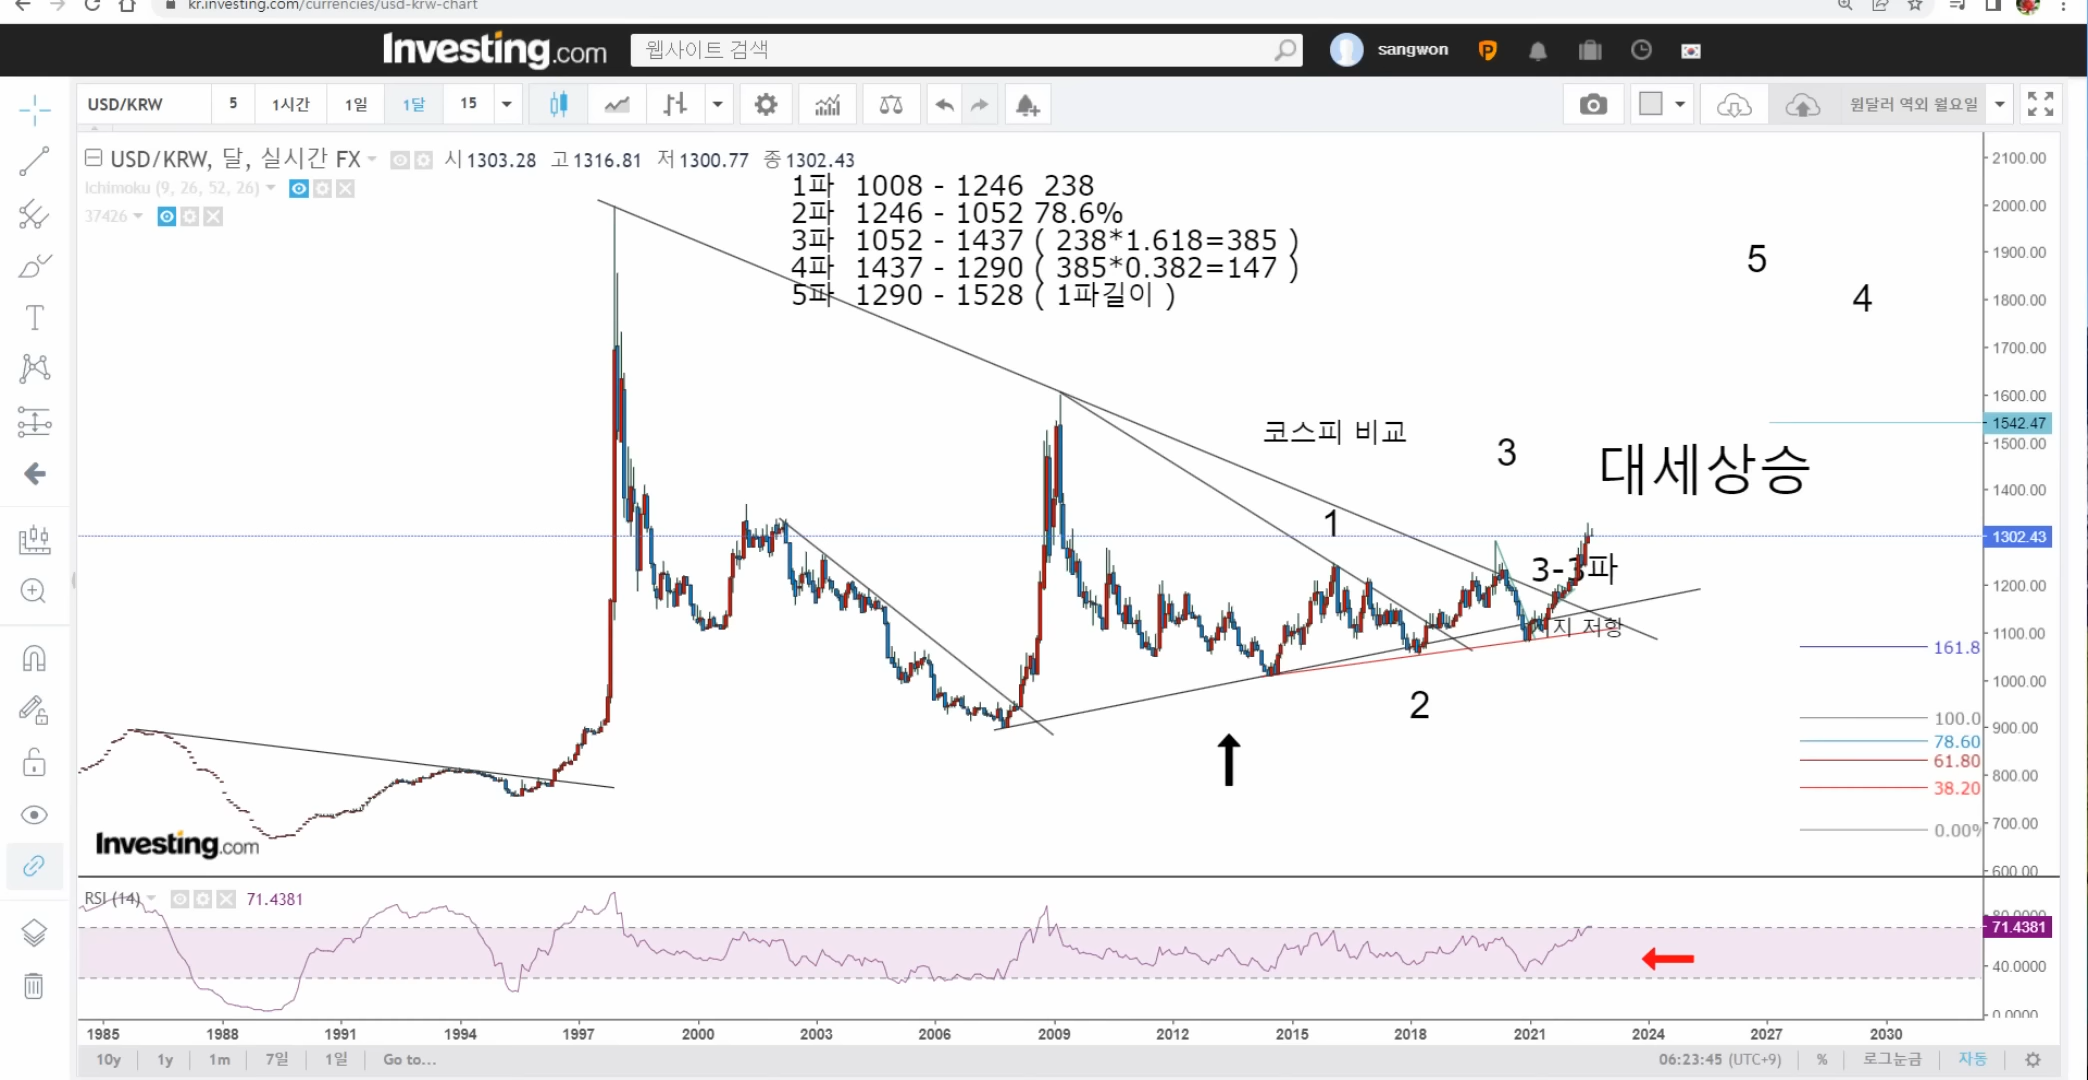 kr.investing.com/currencies/usd-krw-chart
Investing.com
웹사이트 검색
sangwon
P
USD/KRW
5
1시간
1일
1달
15
원달러 역외 월요일
USD/KRW, 달, 실시간 FX
시 1303.28 고 1316.81 저 1300.77 종 1302.43
Ichimoku (9, 26, 52, 26)
37426
1파 1008 - 1246 238
2파 1246 - 1052 78.6%
3파 1052 - 1437 ( 238*1.618=385 )
4파 1437 - 1290 ( 385*0.382=147 )
5파 1290 - 1528 ( 1파길이 )
5
4
코스피 비교
3
대세상승
1
3-3파
지 저항
2
2100.00
2000.00
1900.00
1800.00
1700.00
1600.00
1542.47
1500.00
1400.00
1302.43
1200.00
1100.00
1000.00
900.00
800.00
700.00
600.00
161.8
100.0
78.60
61.80
38.20
0.00%
Investing.com
RSI (14)
71.4381
80.0000
71.4381
40.0000
0.0000
1985 1988 1991 1994 1997 2000 2003 2006 2009 2012 2015 2018 2021 2024 2027 2030
10y 1y 1m 7일 1일 Go to...
06:23:45 (UTC+9) % 로그눈금 자동